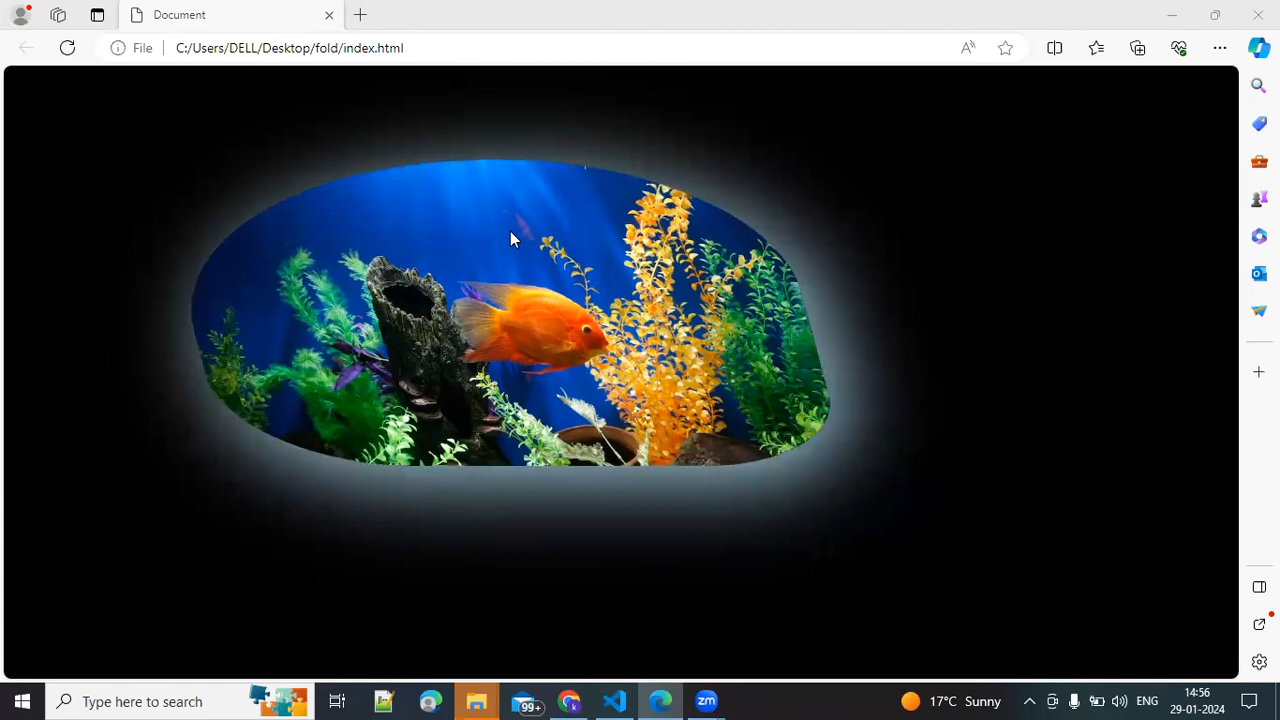 Document
File
C:/Users/DELL/Desktop/fold/index.html
Type here to search
99+
zm
17°C Sunny
ENG
14:56
29-01-2024